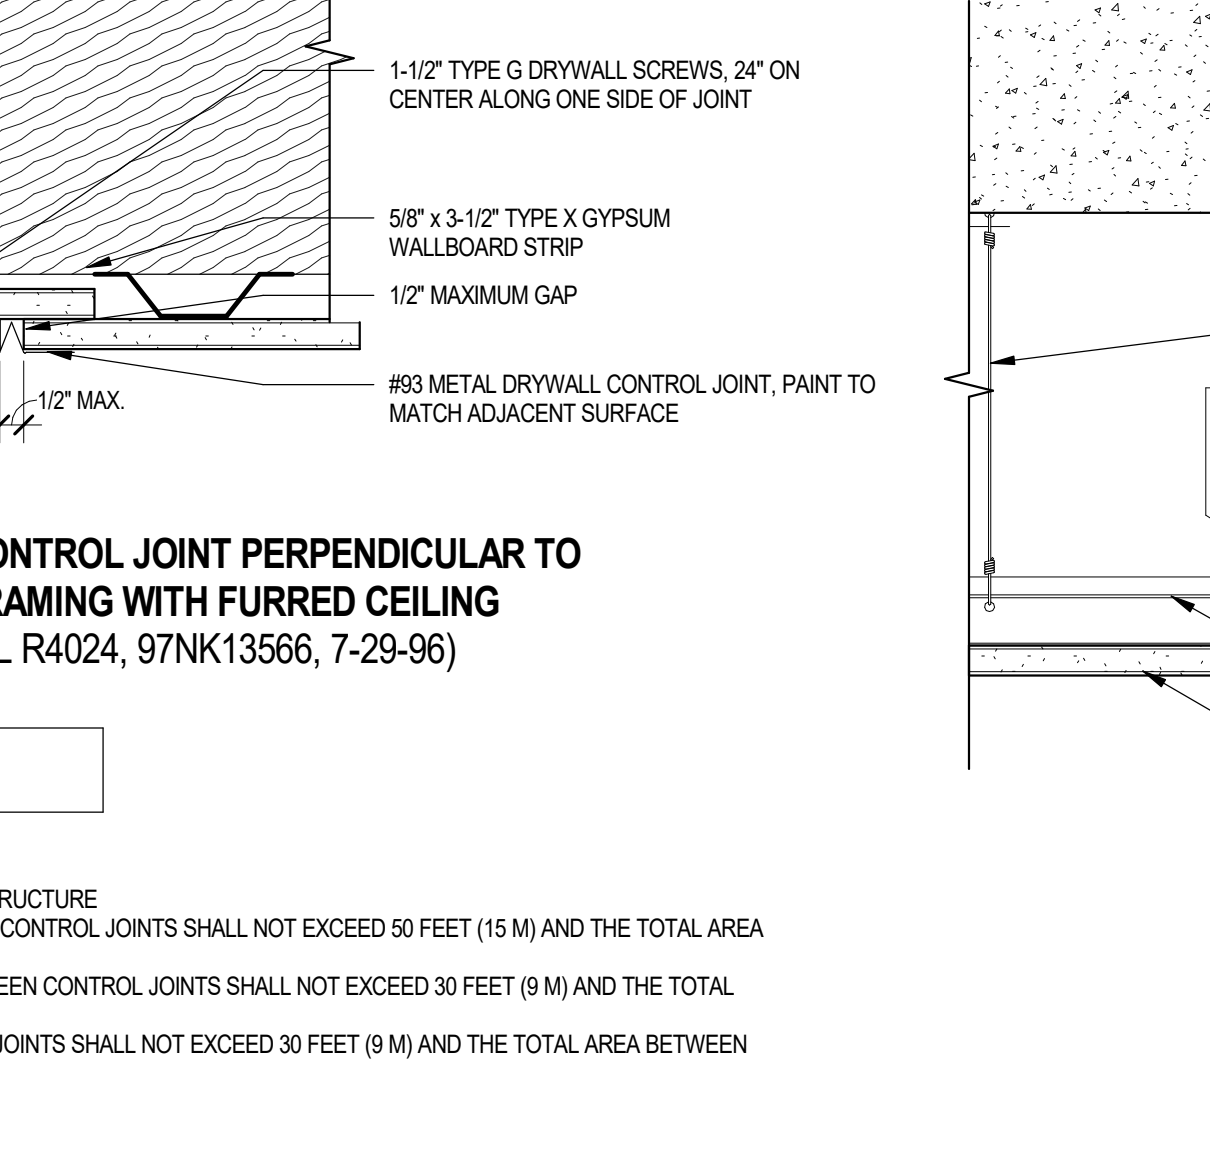 1-1/2" TYPE G DRYWALL SCREWS, 24" ON
CENTER ALONG ONE SIDE OF JOINT
5/8" x 3-1/2" TYPE X GYPSUM
WALLBOARD STRIP
1/2" MAXIMUM GAP
#93 METAL DRYWALL CONTROL JOINT, PAINT TO
MATCH ADJACENT SURFACE
1/2" MAX.
ONTROL JOINT PERPENDICULAR TO
RAMING WITH FURRED CEILING
L R4024, 97NK13566, 7-29-96)
RUCTURE
CONTROL JOINTS SHALL NOT EXCEED 50 FEET (15 M) AND THE TOTAL AREA
EEN CONTROL JOINTS SHALL NOT EXCEED 30 FEET (9 M) AND THE TOTAL
JOINTS SHALL NOT EXCEED 30 FEET (9 M) AND THE TOTAL AREA BETWEEN